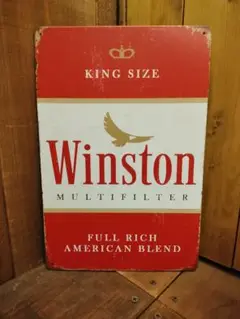 KING SIZE
Winston
MULTIFILTER
FULL RICH
AMERICAN BLEND